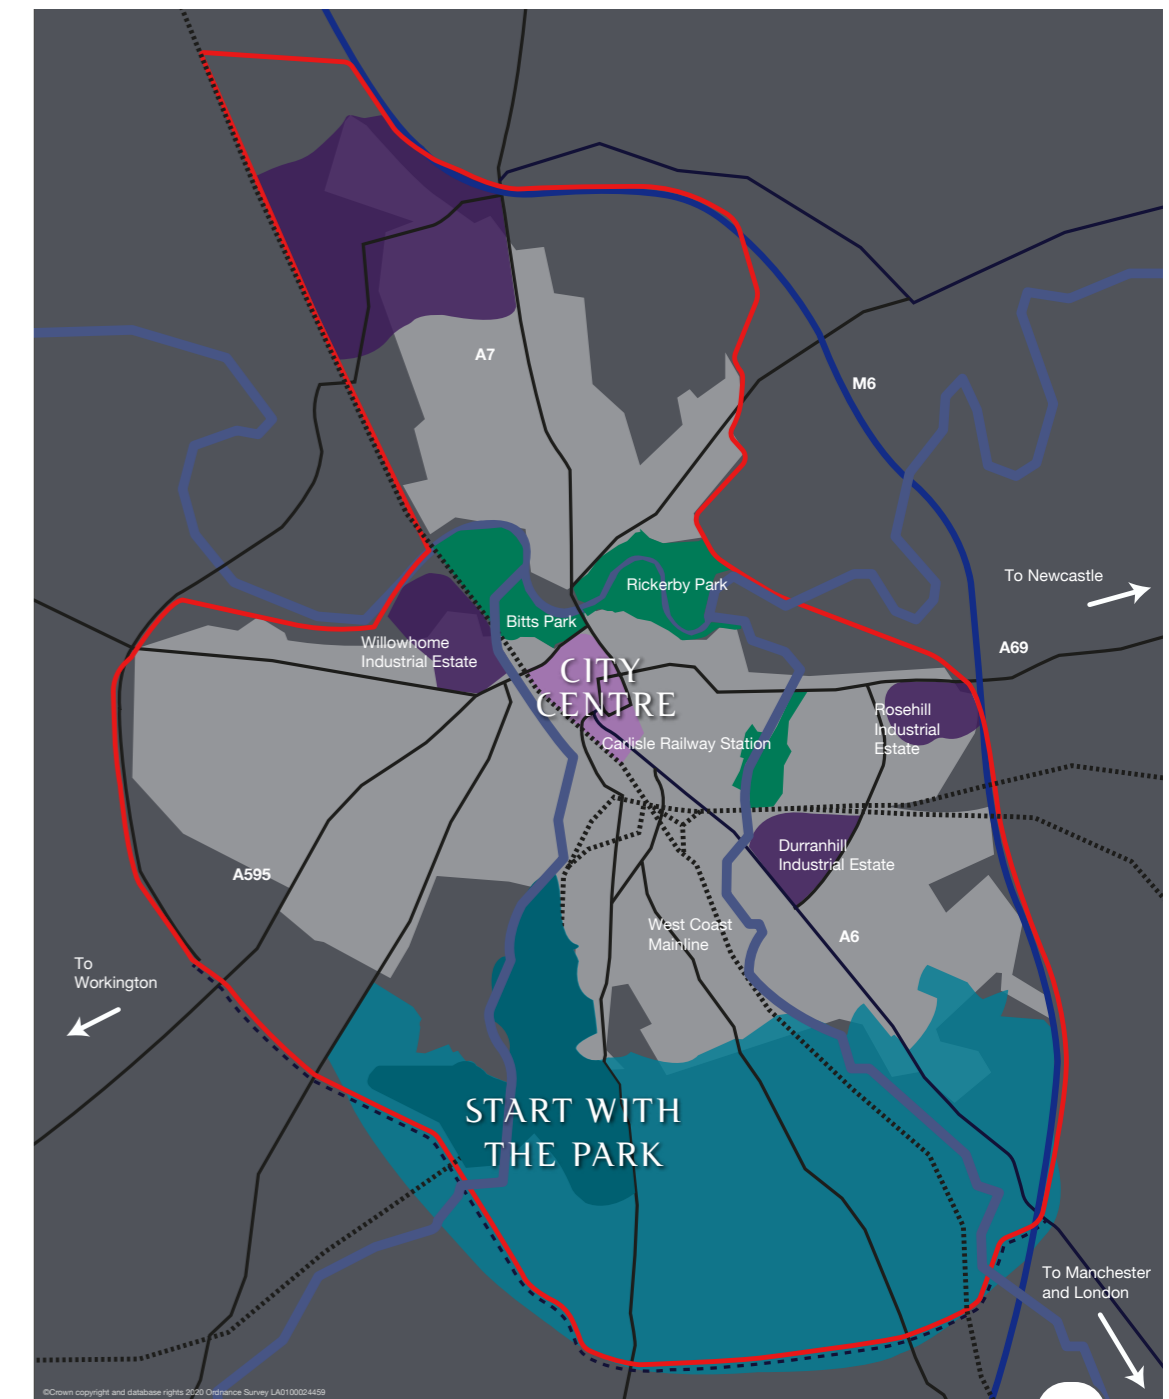 A7
M6
To Newcastle
Rickerby Park
Bitts Park
Willowhome
Industrial Estate
A69
CITY
CENTRE
Rosehill
Industrial
Estate
Carlisle Railway Station
Durranhill
Industrial Estate
A595
West Coast
Mainline
A6
To
Workington
START WITH
THE PARK
To Manchester
and London
©Crown copyright and database rights 2020 Ordnance Survey LA0100024459